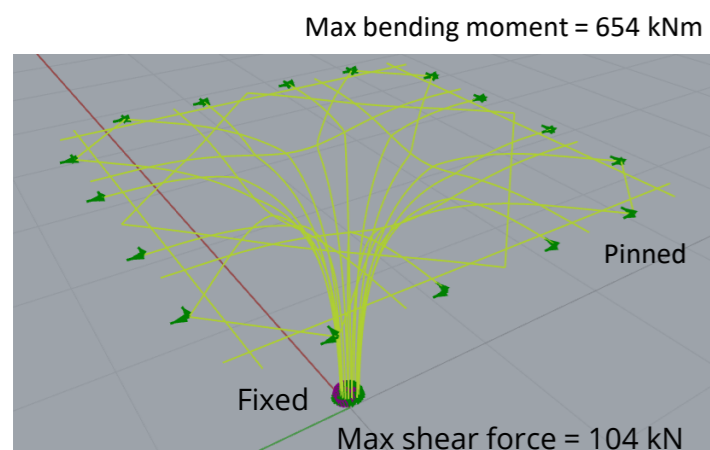 Max bending moment = 654 kNm
Pinned
Fixed
Max shear force = 104 kN